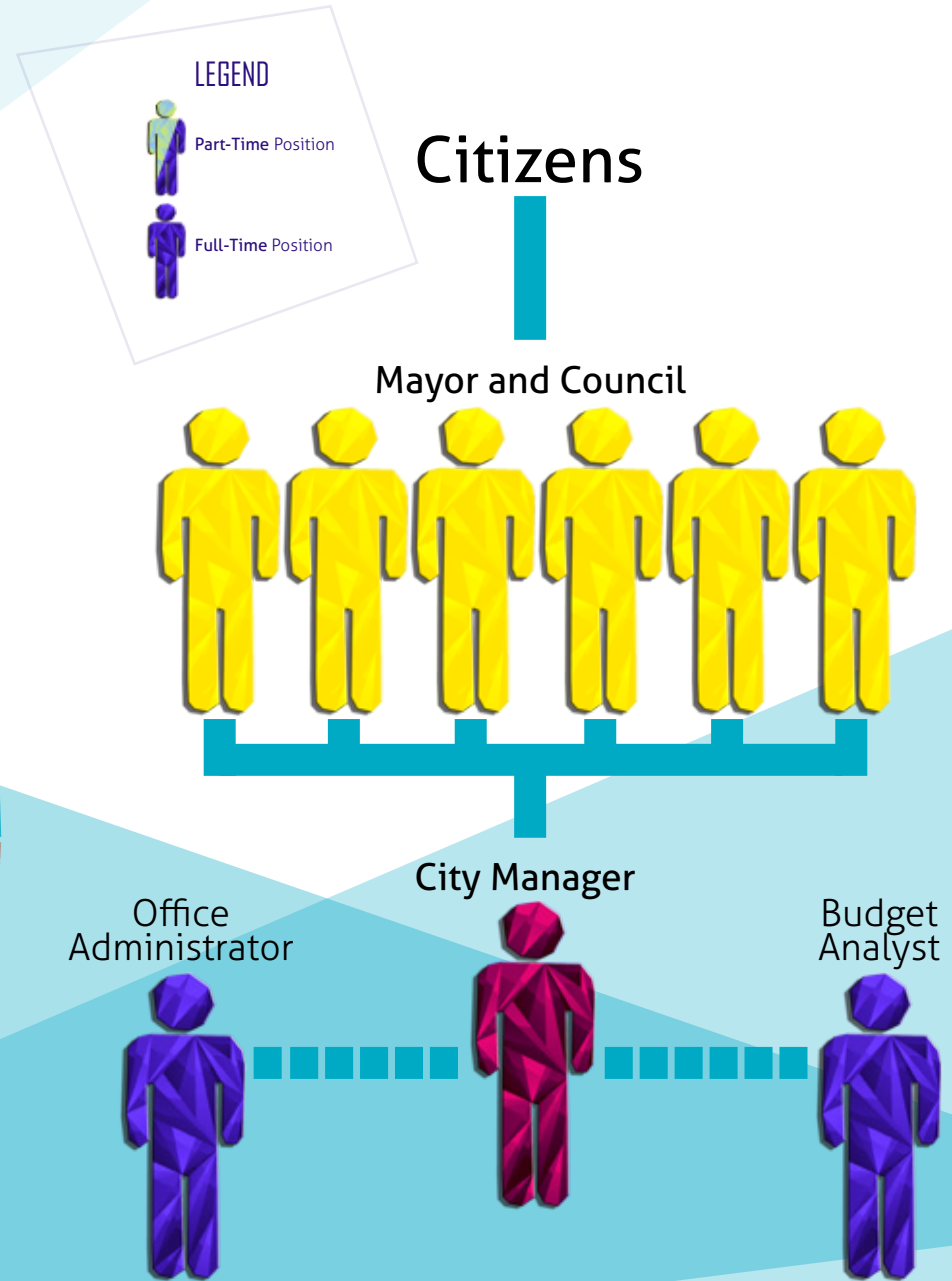 LEGEND
Part-Time Position
Full-Time Position
Citizens
Mayor and Council
City Manager
Office
Administrator
Budget
Analyst